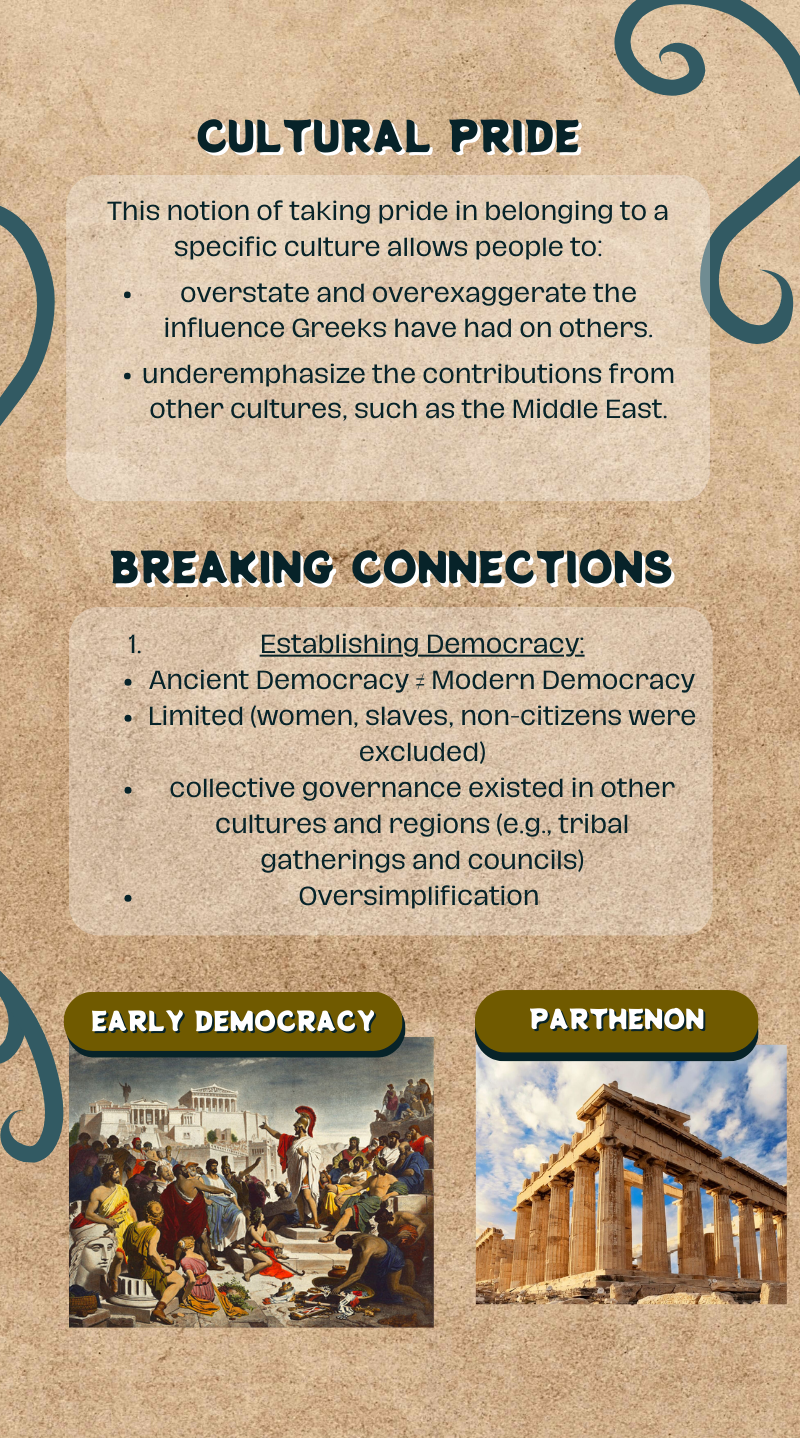 CULTURAL PRIDE
This notion of taking pride in belonging to a
specific culture allows people to:
• overstate and overexaggerate the
influence Greeks have had on others.
• underemphasize the contributions from
other cultures, such as the Middle East.
BREAKING CONNECTIONS
1. Establishing Democracy:
• Ancient Democracy ≠ Modern Democracy
• Limited (women, slaves, non-citizens were
excluded)
• collective governance existed in other
cultures and regions (e.g., tribal
gatherings and councils)
• Oversimplification
EARLY DEMOCRACY
PARTHENON